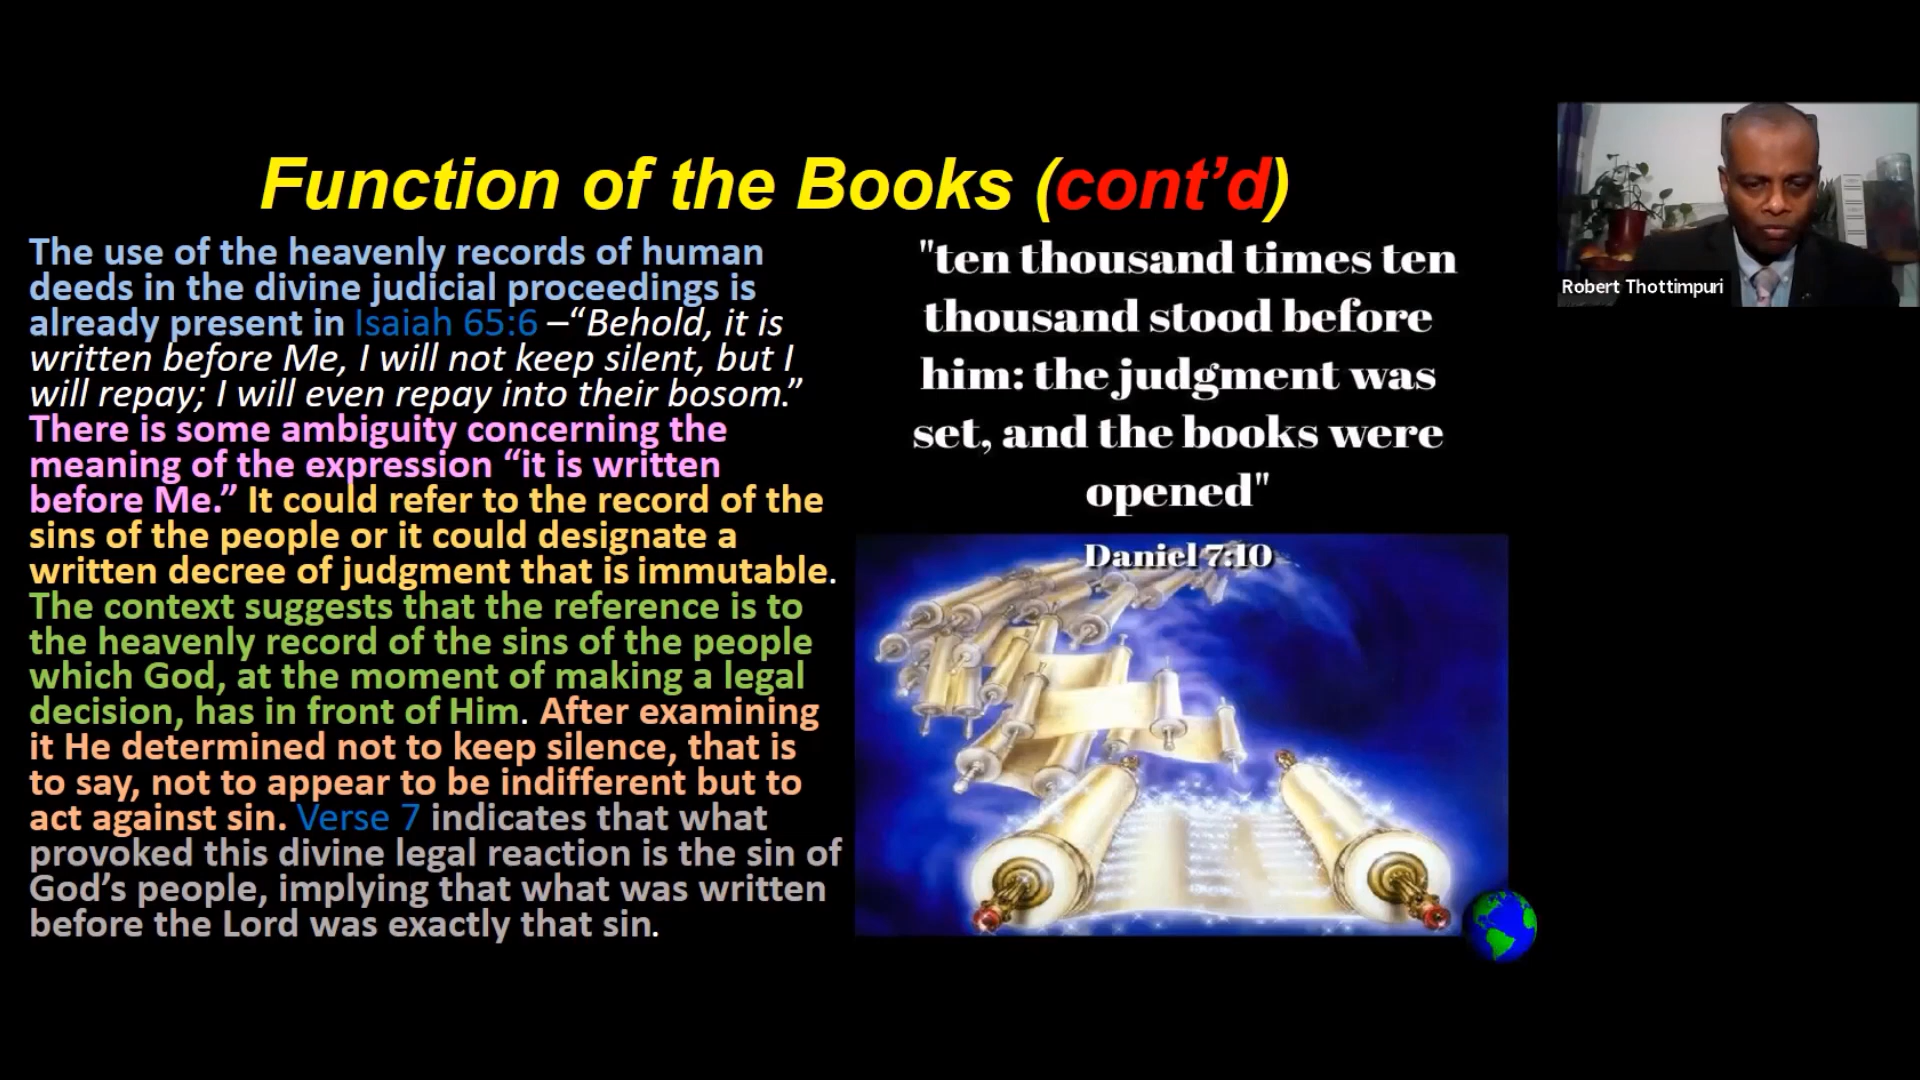 Function of the Books (cont’d)
The use of the heavenly records of human
deeds in the divine judicial proceedings is
already present in Isaiah 65:6 –“Behold, it is
written before Me, I will not keep silent, but I
will repay; I will even repay into their bosom.”
There is some ambiguity concerning the
meaning of the expression “it is written
before Me.” It could refer to the record of the
sins of the people or it could designate a
written decree of judgment that is immutable.
The context suggests that the reference is to
the heavenly record of the sins of the people
which God, at the moment of making a legal
decision, has in front of Him. After examining
it He determined not to keep silence, that is
to say, not to appear to be indifferent but to
act against sin. Verse 7 indicates that what
provoked this divine legal reaction is the sin of
God’s people, implying that what was written
before the Lord was exactly that sin.
"ten thousand times ten
thousand stood before
him: the judgment was
set, and the books were
opened"
Daniel 7:10
Robert Thottimpuri